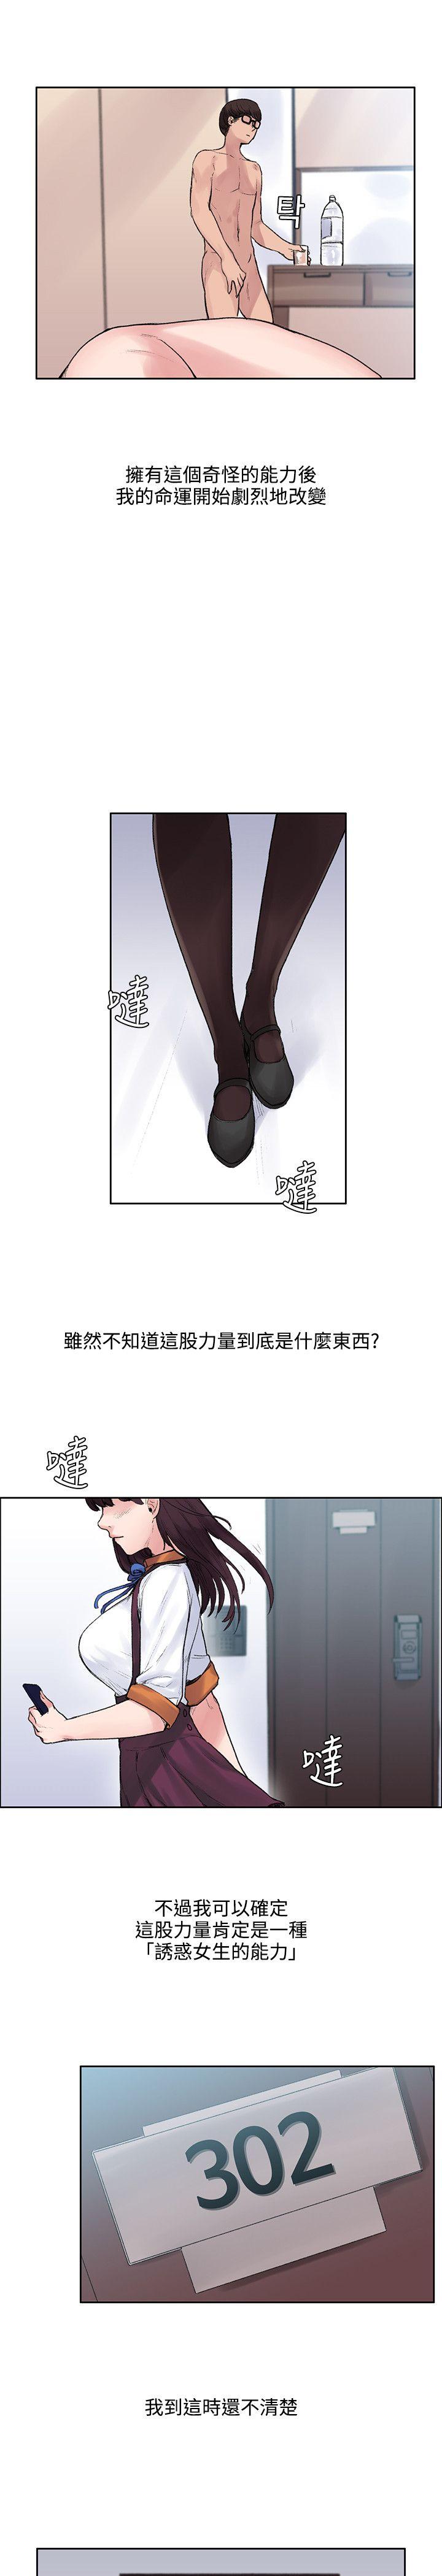 탁
擁有這個奇怪的能力後
我的命運開始劇烈地改變
噠
噠
雖然不知道這股力量到底是什麼東西?
噠
噠
不過我可以確定
這股力量肯定是一種
「誘惑女生的能力」
302
我到這時還不清楚